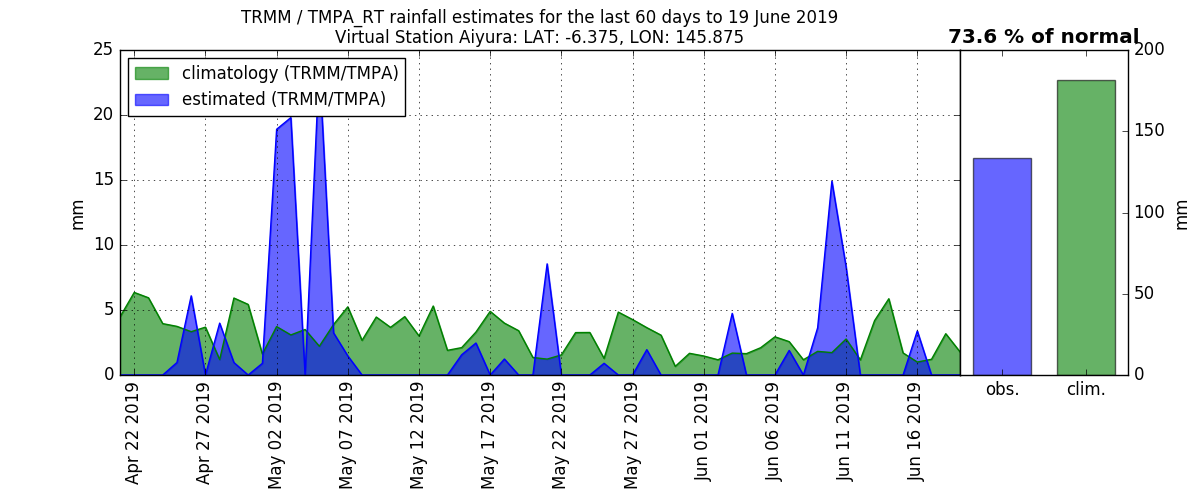 TRMM / TMPA_RT rainfall estimates for the last 60 days to 19 June 2019
Virtual Station Aiyura: LAT: -6.375, LON: 145.875
73.6 % of normal
climatology (TRMM/TMPA)
estimated (TRMM/TMPA)
25
20
15
10
5
0
mm
Apr 22 2019
Apr 27 2019
May 02 2019
May 07 2019
May 12 2019
May 17 2019
May 22 2019
May 27 2019
Jun 01 2019
Jun 06 2019
Jun 11 2019
Jun 16 2019
obs.
clim.
200
150
100
50
0
mm